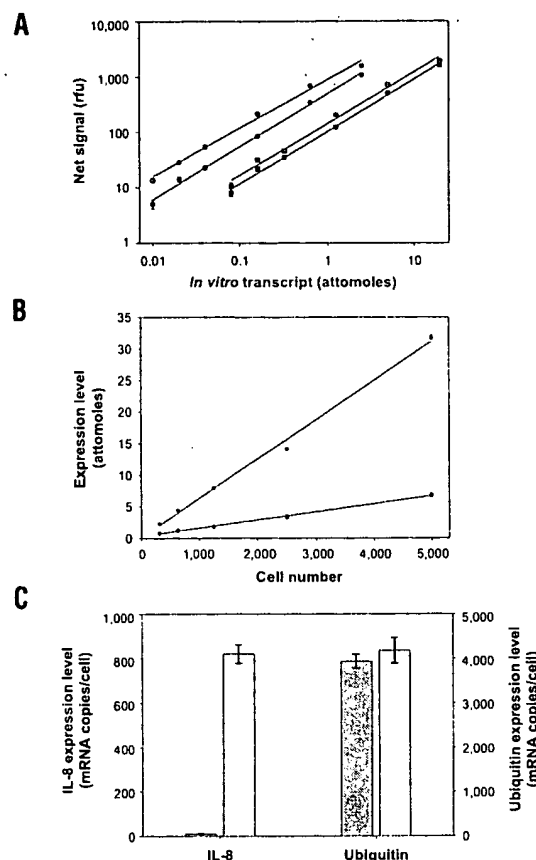 A
10,000
1,000
100
10
1
Net signal (rfu)
0.01 0.1 1 10
In vitro transcript (attomoles)
B
35
30
25
20
15
10
5
0
Expression level
(attomoles)
0 1,000 2,000 3,000 4,000 5,000
Cell number
C
1,000
800
600
400
200
0
IL-8 expression level
(mRNA copies/cell)
5,000
4,000
3,000
2,000
1,000
0
Ubiquitin expression level
(mRNA copies/cell)
IL-8 Ubiquitin